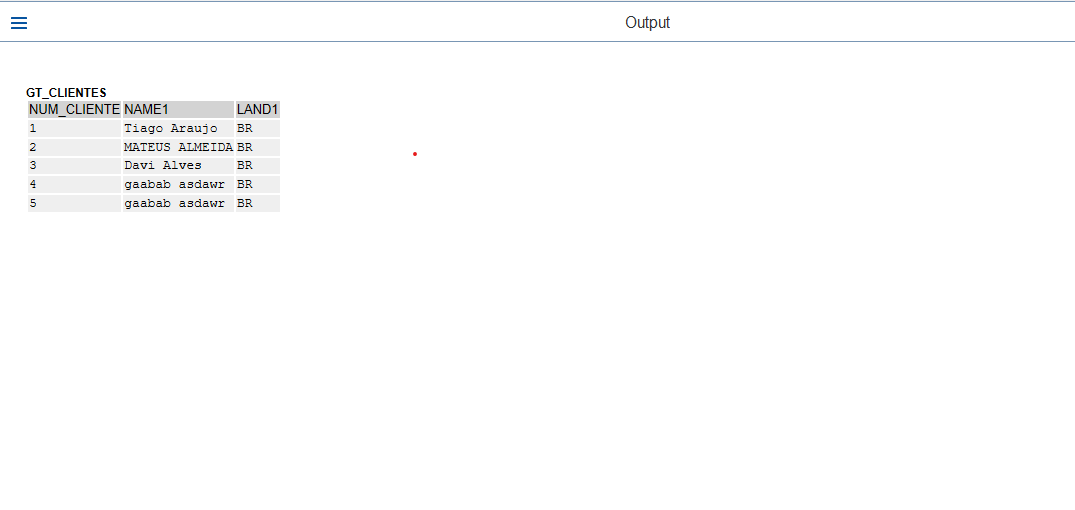 Output
GT_CLIENTES
NUM_CLIENTE NAME1 LAND1
1 Tiago Araujo BR
2 MATEUS ALMEIDA BR
3 Davi Alves BR
4 gaabab asdawr BR
5 gaabab asdawr BR